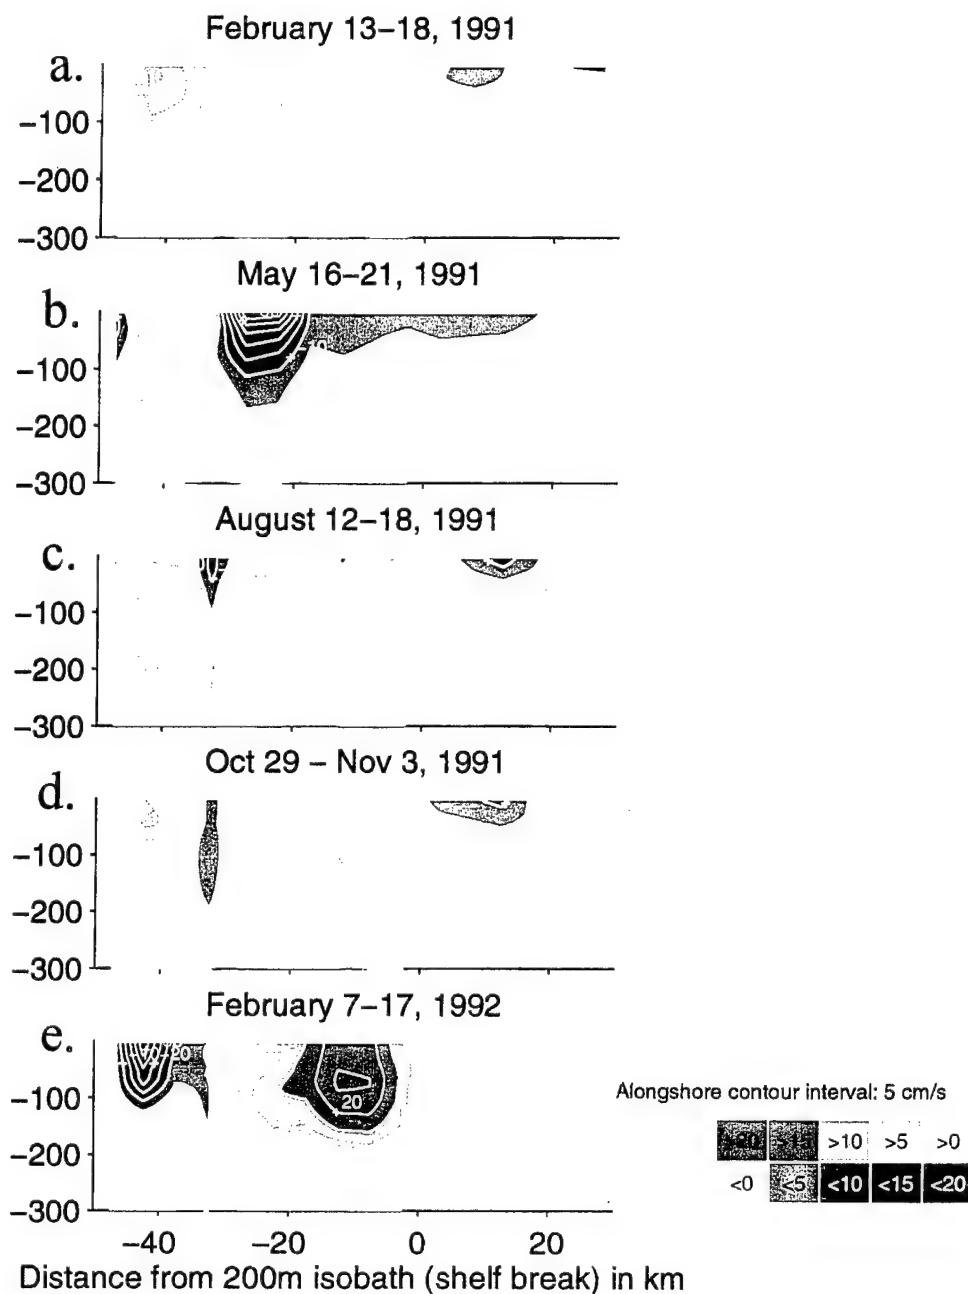 February 13–18, 1991
a.
−100
−200
−300
May 16–21, 1991
b.
−100
−200
−300
August 12–18, 1991
c.
−100
−200
−300
Oct 29 – Nov 3, 1991
d.
−100
−200
−300
February 7–17, 1992
e.
20
−100
20
−200
−300
−40 −20 0 20
Distance from 200m isobath (shelf break) in km
Alongshore contour interval: 5 cm/s
>20 >15 >10 >5 >0
<0 <5 <10 <15 <20